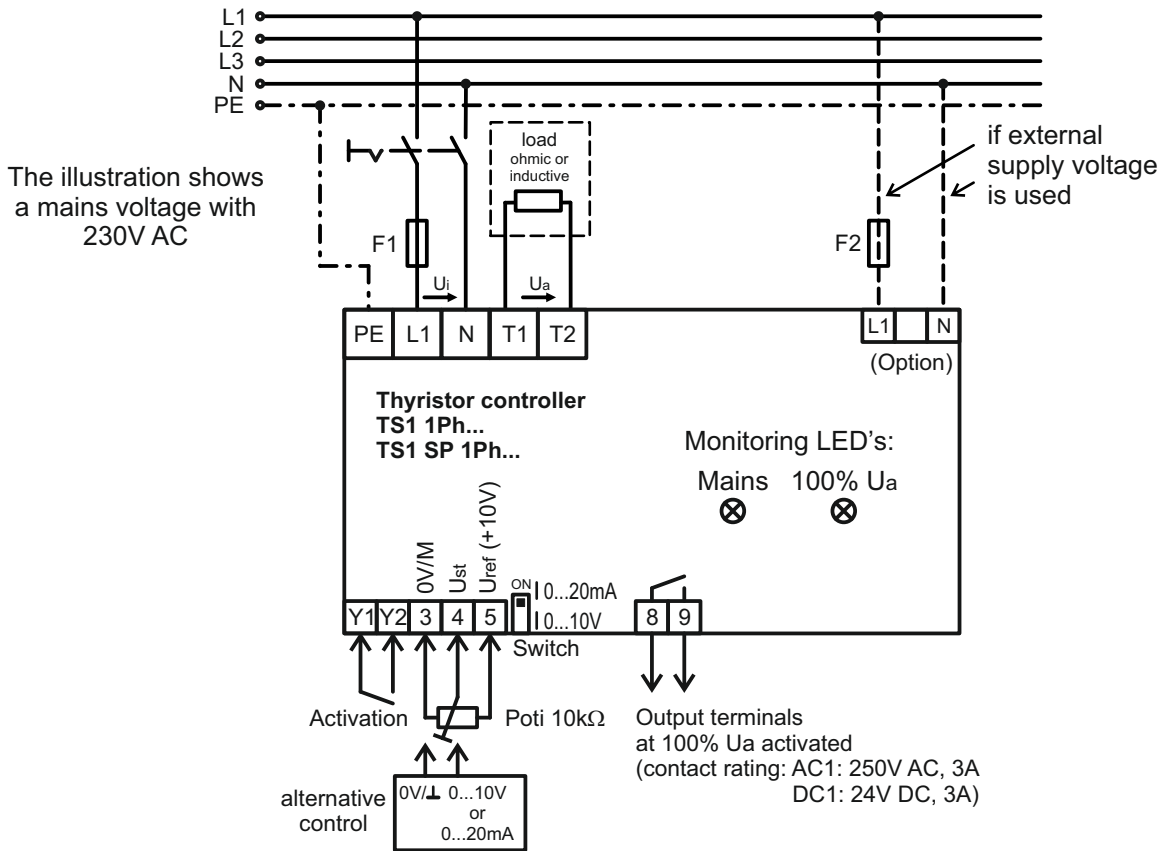 L1
L2
L3
N
PE
The illustration shows
a mains voltage with
230V AC
load
ohmic or
inductive
if external
supply voltage
is used
F1
F2
Ui
Ua
PE L1 N T1 T2
L1 N
(Option)
Thyristor controller
TS1 1Ph...
TS1 SP 1Ph...
Monitoring LED's:
Mains 100% Ua
0V/M
Ust
Uref (+10V)
ON
0...20mA
0...10V
Y1 Y2 3 4 5
8 9
Switch
Activation
Poti 10kΩ
Output terminals
at 100% Ua activated
(contact rating: AC1: 250V AC, 3A
DC1: 24V DC, 3A)
alternative
control
0V/⊥ 0...10V
or
0...20mA